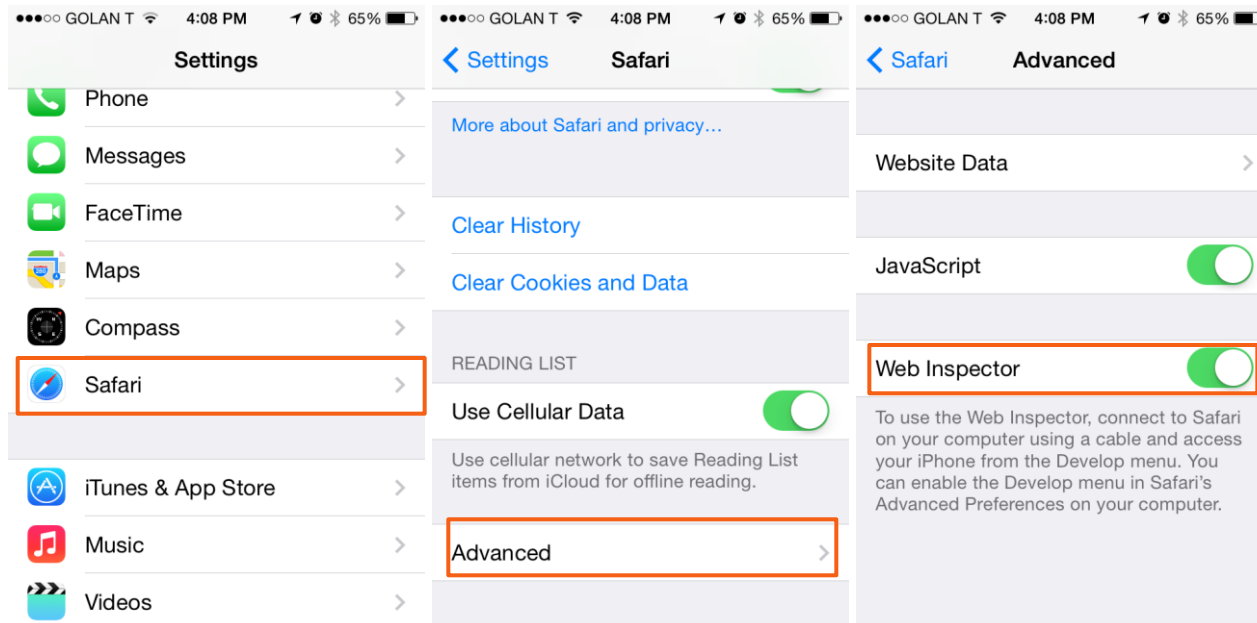 GOLAN T 4:08 PM 65%
Settings
Phone
Messages
FaceTime
Maps
Compass
Safari
iTunes & App Store
Music
Videos
GOLAN T 4:08 PM 65%
Settings Safari
More about Safari and privacy...
Clear History
Clear Cookies and Data
READING LIST
Use Cellular Data
Use cellular network to save Reading List
items from iCloud for offline reading.
Advanced
GOLAN T 4:08 PM 65%
Safari Advanced
Website Data
JavaScript
Web Inspector
To use the Web Inspector, connect to Safari
on your computer using a cable and access
your iPhone from the Develop menu. You
can enable the Develop menu in Safari's
Advanced Preferences on your computer.